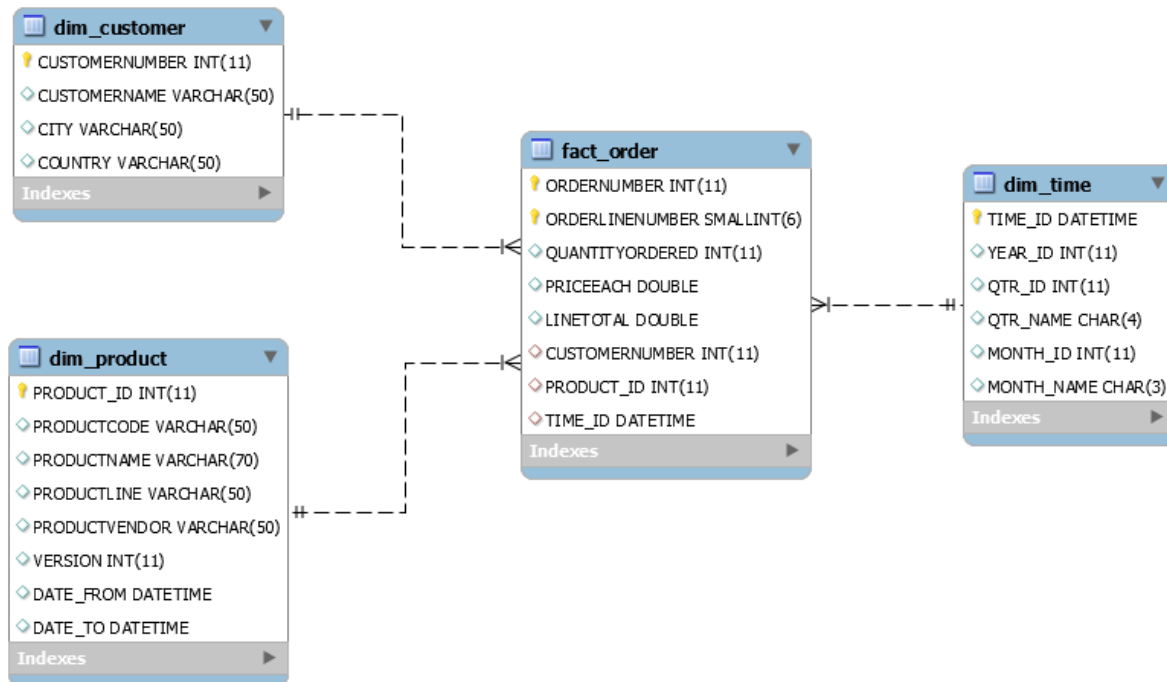 dim_customer
CUSTOMERNUMBER INT(11)
CUSTOMERNAME VARCHAR(50)
CITY VARCHAR(50)
COUNTRY VARCHAR(50)
Indexes
dim_product
PRODUCT_ID INT(11)
PRODUCTCODE VARCHAR(50)
PRODUCTNAME VARCHAR(70)
PRODUCTLINE VARCHAR(50)
PRODUCTVENDOR VARCHAR(50)
VERSION INT(11)
DATE_FROM DATETIME
DATE_TO DATETIME
Indexes
fact_order
ORDERNUMBER INT(11)
ORDERLINENUMBER SMALLINT(6)
QUANTITYORDERED INT(11)
PRICEEACH DOUBLE
LINETOTAL DOUBLE
CUSTOMERNUMBER INT(11)
PRODUCT_ID INT(11)
TIME_ID DATETIME
Indexes
dim_time
TIME_ID DATETIME
YEAR_ID INT(11)
QTR_ID INT(11)
QTR_NAME CHAR(4)
MONTH_ID INT(11)
MONTH_NAME CHAR(3)
Indexes